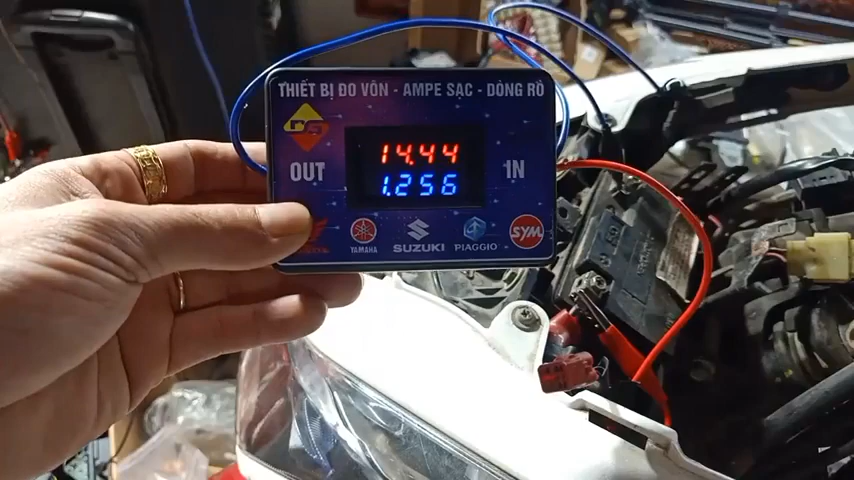 THIẾT BỊ ĐO VÔN - AMPE SẠC - DÒNG RÒ
OUT
14.44
1.256
IN
YAMAHA
SUZUKI
PIAGGIO
SYM